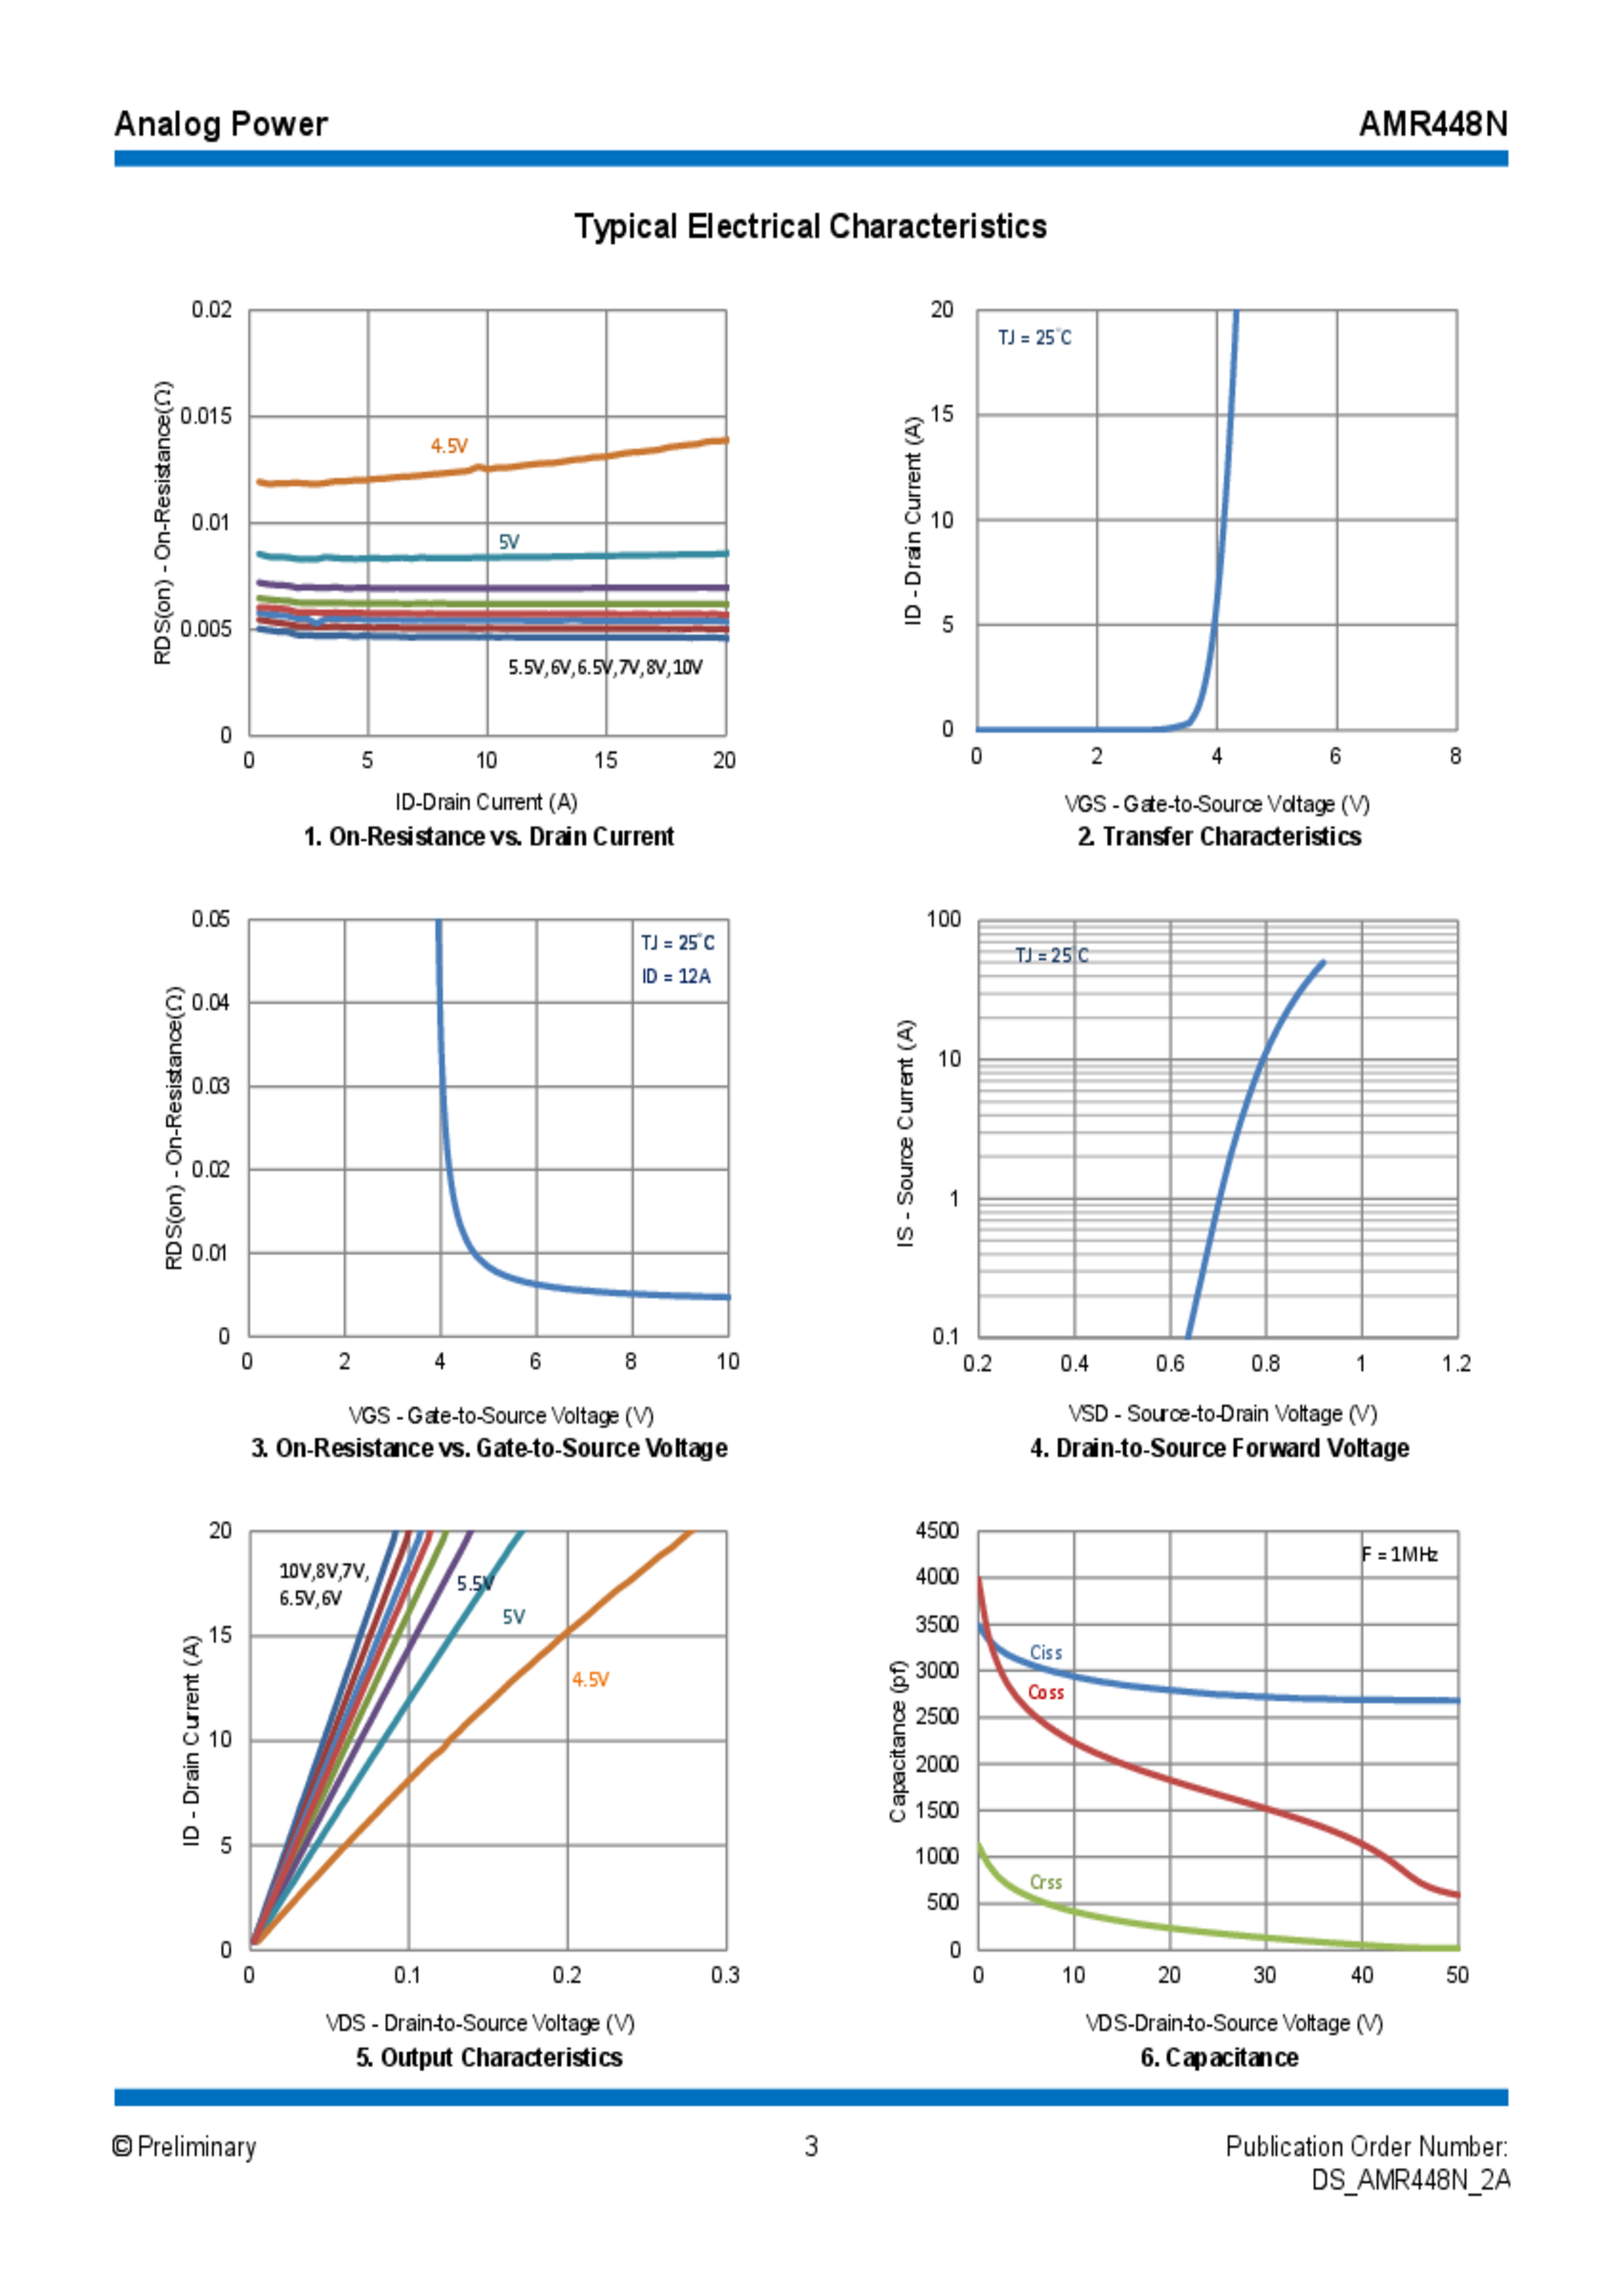 Analog Power
AMR448N
Typical Electrical Characteristics
0.02
0.015
0.01
0.005
0
RDS(on) - On-Resistance(Ω)
4.5V
5V
5.5V,6V,6.5V,7V,8V,10V
0 5 10 15 20
ID-Drain Current (A)
1. On-Resistance vs. Drain Current
20
15
10
5
0
ID - Drain Current (A)
TJ = 25°C
0 2 4 6 8
VGS - Gate-to-Source Voltage (V)
2. Transfer Characteristics
0.05
0.04
0.03
0.02
0.01
0
RDS(on) - On-Resistance(Ω)
TJ = 25°C
ID = 12A
0 2 4 6 8 10
VGS - Gate-to-Source Voltage (V)
3. On-Resistance vs. Gate-to-Source Voltage
100
10
1
0.1
IS - Source Current (A)
TJ = 25°C
0.2 0.4 0.6 0.8 1 1.2
VSD - Source-to-Drain Voltage (V)
4. Drain-to-Source Forward Voltage
20
15
10
5
0
ID - Drain Current (A)
10V,8V,7V,
6.5V,6V
5.5V
5V
4.5V
0 0.1 0.2 0.3
VDS - Drain-to-Source Voltage (V)
5. Output Characteristics
4500
4000
3500
3000
2500
2000
1500
1000
500
0
Capacitance (pf)
F = 1MHz
Ciss
Coss
Crss
0 10 20 30 40 50
VDS-Drain-to-Source Voltage (V)
6. Capacitance
© Preliminary
3
Publication Order Number:
DS_AMR448N_2A